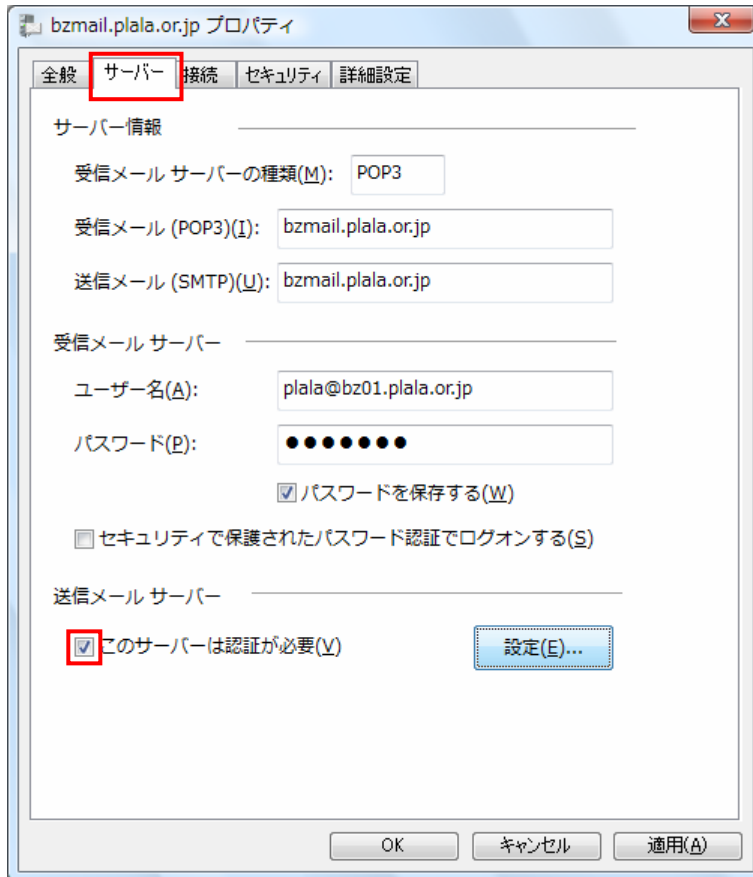 bzmail.plala.or.jp プロパティ
全般 サーバー 接続 セキュリティ 詳細設定
サーバー情報
受信メール サーバーの種類(M): POP3
受信メール (POP3)(I): bzmail.plala.or.jp
送信メール (SMTP)(U): bzmail.plala.or.jp
受信メール サーバー
ユーザー名(A): plala@bz01.plala.or.jp
パスワード(P): ●●●●●●●
パスワードを保存する(W)
セキュリティで保護されたパスワード認証でログオンする(S)
送信メール サーバー
このサーバーは認証が必要(V) 設定(E)...
OK キャンセル 適用(A)